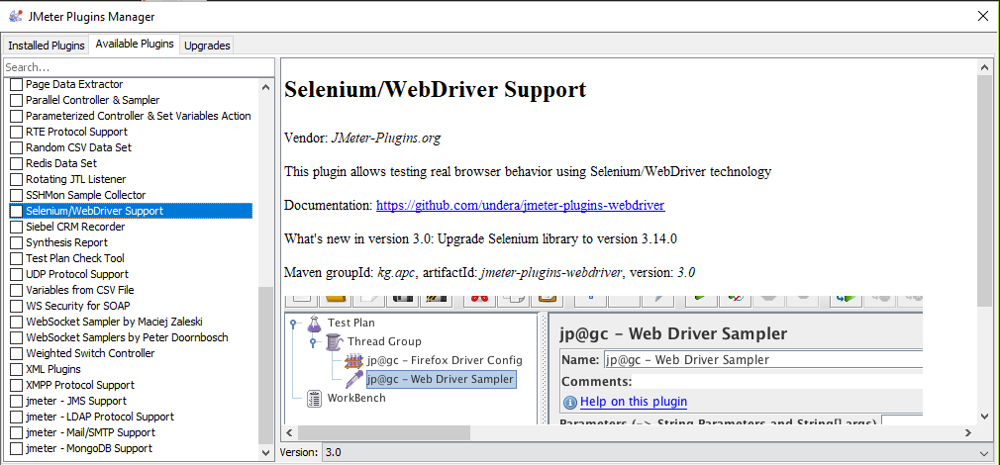 JMeter Plugins Manager
Installed Plugins Available Plugins Upgrades
Search...
Page Data Extractor
Parallel Controller & Sampler
Parameterized Controller & Set Variables Action
RTE Protocol Support
Random CSV Data Set
Redis Data Set
Rotating JTL Listener
SSHMon Sample Collector
Selenium/WebDriver Support
Siebel CRM Recorder
Synthesis Report
Test Plan Check Tool
UDP Protocol Support
Variables from CSV File
WS Security for SOAP
WebSocket Sampler by Maciej Zaleski
WebSocket Samplers by Peter Doornbosch
Weighted Switch Controller
XML Plugins
XMPP Protocol Support
jmeter - JMS Support
jmeter - LDAP Protocol Support
jmeter - Mail/SMTP Support
jmeter - MongoDB Support
Selenium/WebDriver Support
Vendor: JMeter-Plugins.org
This plugin allows testing real browser behavior using Selenium/WebDriver technology
Documentation: https://github.com/undera/jmeter-plugins-webdriver
What's new in version 3.0: Upgrade Selenium library to version 3.14.0
Maven groupId: kg.apc, artifactId: jmeter-plugins-webdriver, version: 3.0
Test Plan
Thread Group
jp@gc - Firefox Driver Config
jp@gc - Web Driver Sampler
WorkBench
jp@gc - Web Driver Sampler
Name: jp@gc - Web Driver Sampler
Comments:
Help on this plugin
Parameters (-> String Parameters and String[] args)
Version: 3.0